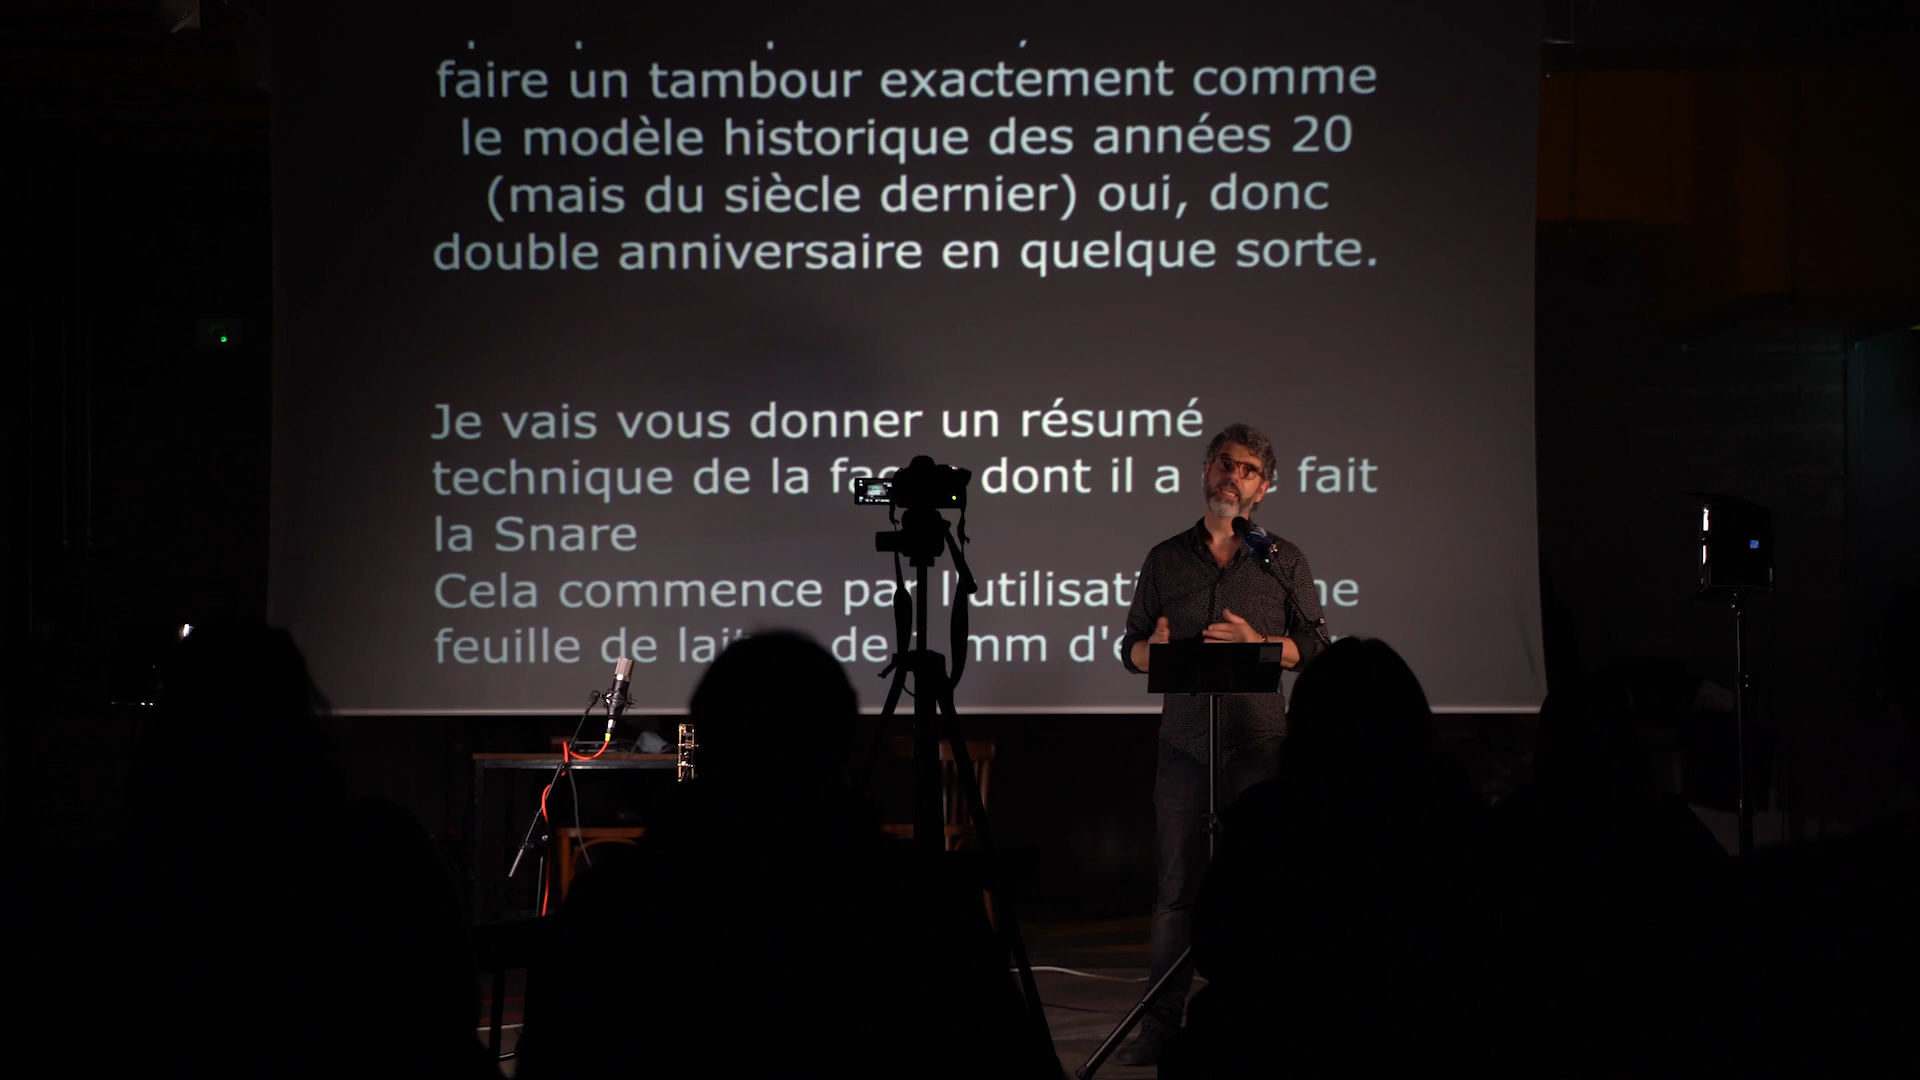 faire un tambour exactement comme
le modèle historique des années 20
(mais du siècle dernier) oui, donc
double anniversaire en quelque sorte.
Je vais vous donner un résumé
technique de la dont il a fait
la Snare
Cela commence par
feuille de de mm